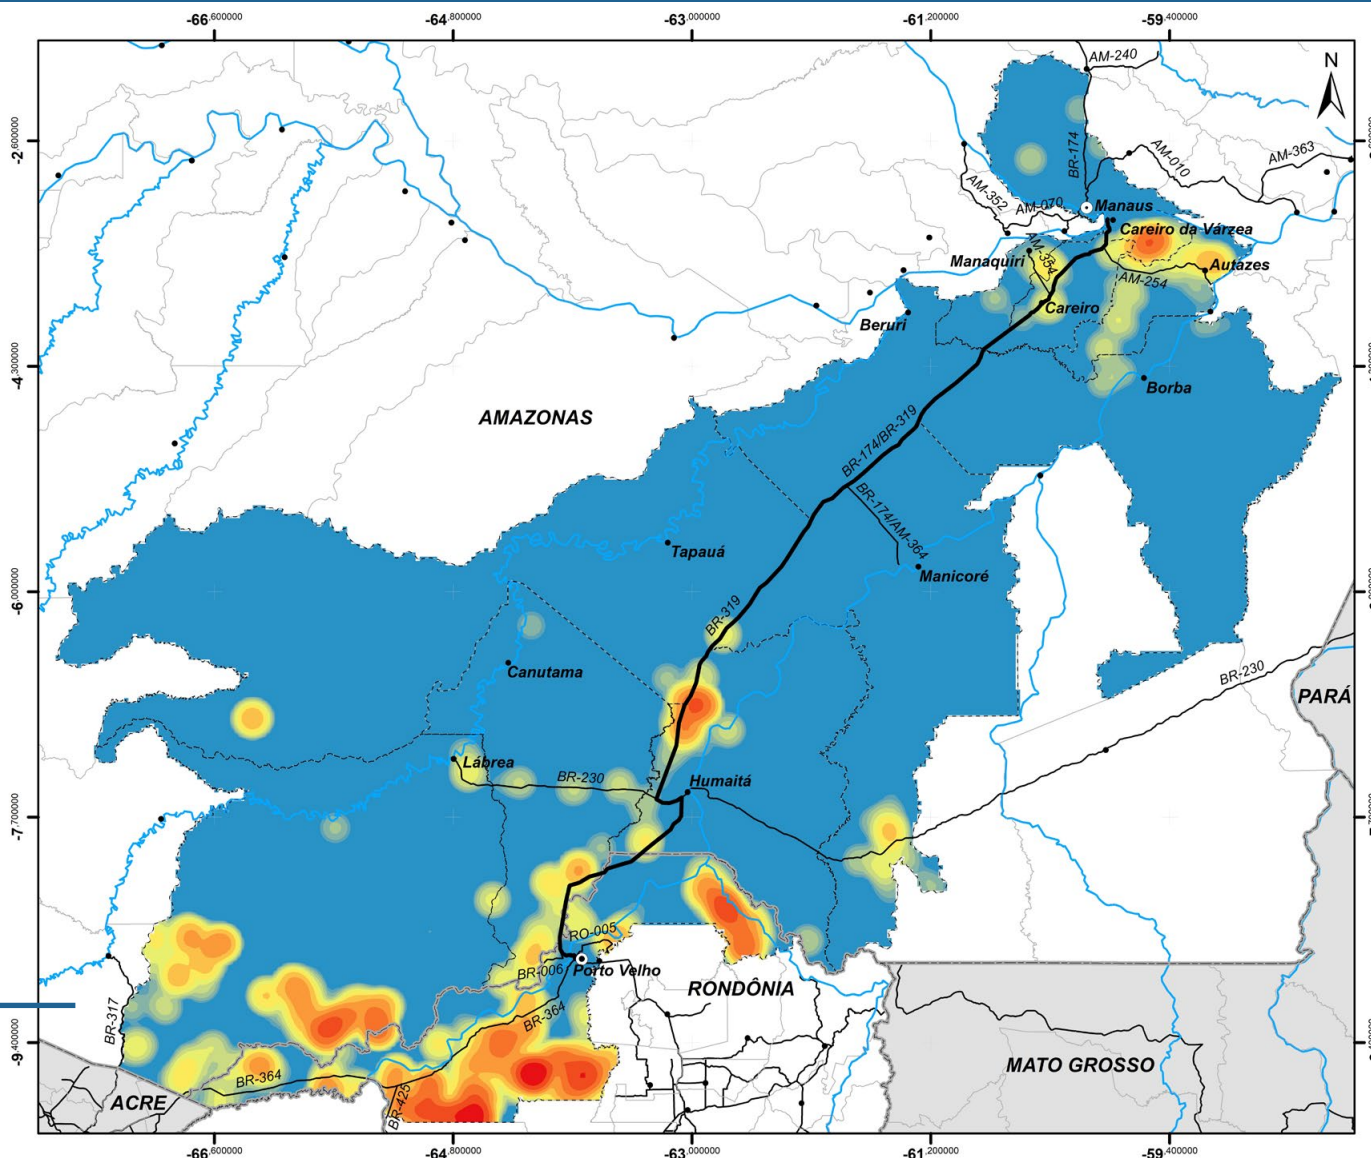 -66,600000 -64,800000 -63,000000 -61,200000 -59,400000
AM-240
N
-2,600000
BR-174
AM-010
AM-363
AM-352
AM-070
Manaus
Careiro da Várzea
AM-354
Manaquiri
Autazes
AM-254
Careiro
Beruri
-4,300000
Borba
AMAZONAS
BR-174/BR-319
BR-174/AM-364
Tapauá
Manicoré
-6,000000
BR-319
Canutama
BR-230
PARÁ
Lábrea
BR-230
Humaitá
-7,700000
RO-005
BR-006
Porto Velho
RONDÔNIA
BR-317
BR-364
-9,400000
MATO GROSSO
BR-364
BR-425
ACRE
-66,600000 -64,800000 -63,000000 -61,200000 -59,400000